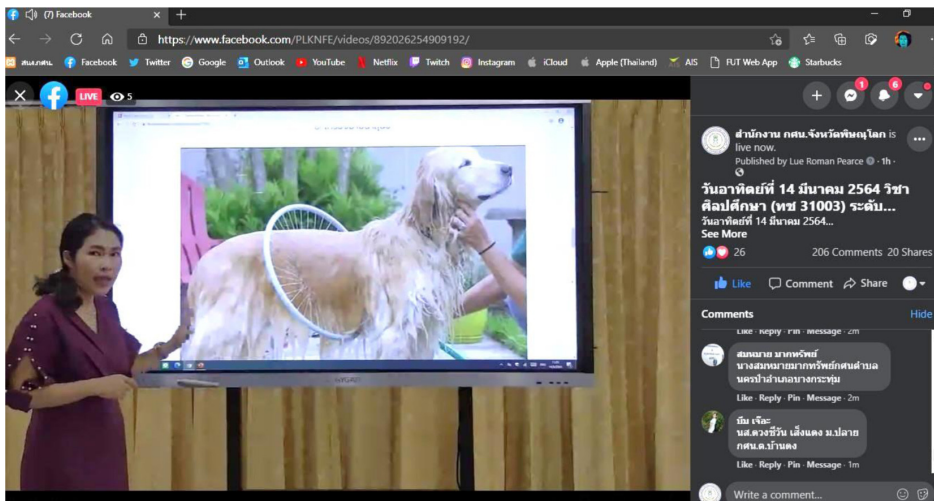 (7) Facebook
https://www.facebook.com/PLKNFE/videos/892026254909192/
Facebook
Twitter
Google
Outlook
YouTube
Netflix
Twitch
Instagram
iCloud
Apple (Thailand)
AIS
FUT Web App
Starbucks
LIVE 5
1
6
สำนักงาน กศน.จังหวัดพิษณุโลก is
live now.
Published by Lue Roman Pearce · 1h ·
วันอาทิตย์ที่ 14 มีนาคม 2564 วิชา
ศิลปศึกษา (ทช 31003) ระดับ...
วันอาทิตย์ที่ 14 มีนาคม 2564...
See More
26
206 Comments 20 Shares
Like Comment Share
Comments Hide
Like · Reply · Pin · Message · 2m
สมหมาย มากทรัพย์
นางสมหมายมากทรัพย์กศนตำบล
นครป่าอำเภอบางกระทุ่ม
Like · Reply · Pin · Message · 2m
ปีม เจ๊ะ
นส.ดวงชีวัน เส็งแดง ม.ปลาย
กศน.ต.บ้านดง
Like · Reply · Pin · Message · 1m
Write a comment...